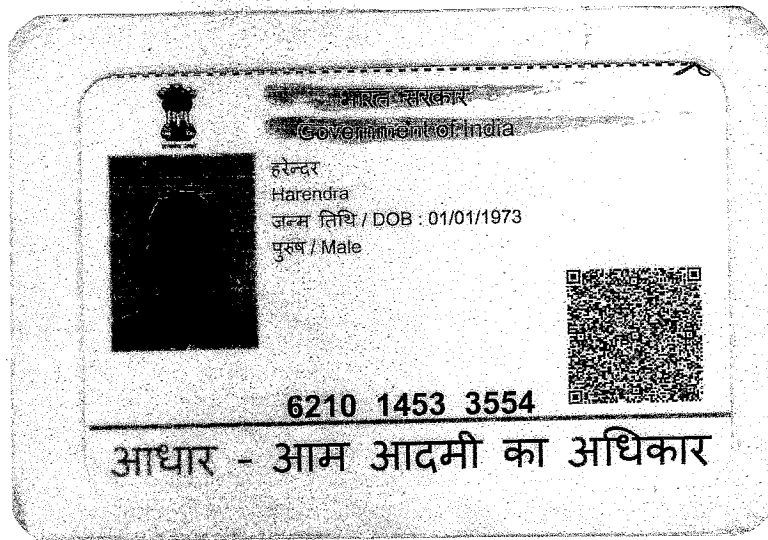 भारत सरकार
Government of India
हरेन्दर
Harendra
जन्म तिथि / DOB : 01/01/1973
पुरुष / Male
6210 1453 3554
आधार - आम आदमी का अधिकार